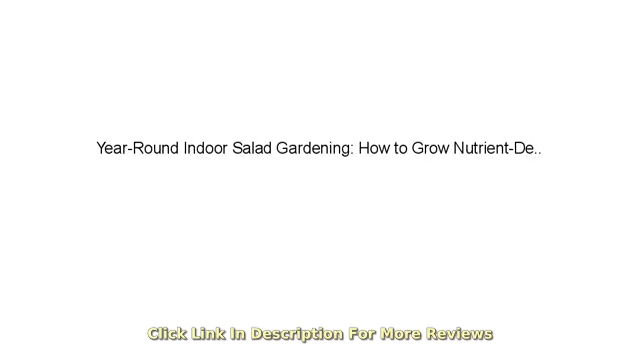 Year-Round Indoor Salad Gardening: How to Grow Nutrient-De..
Click Link In Description For More Reviews